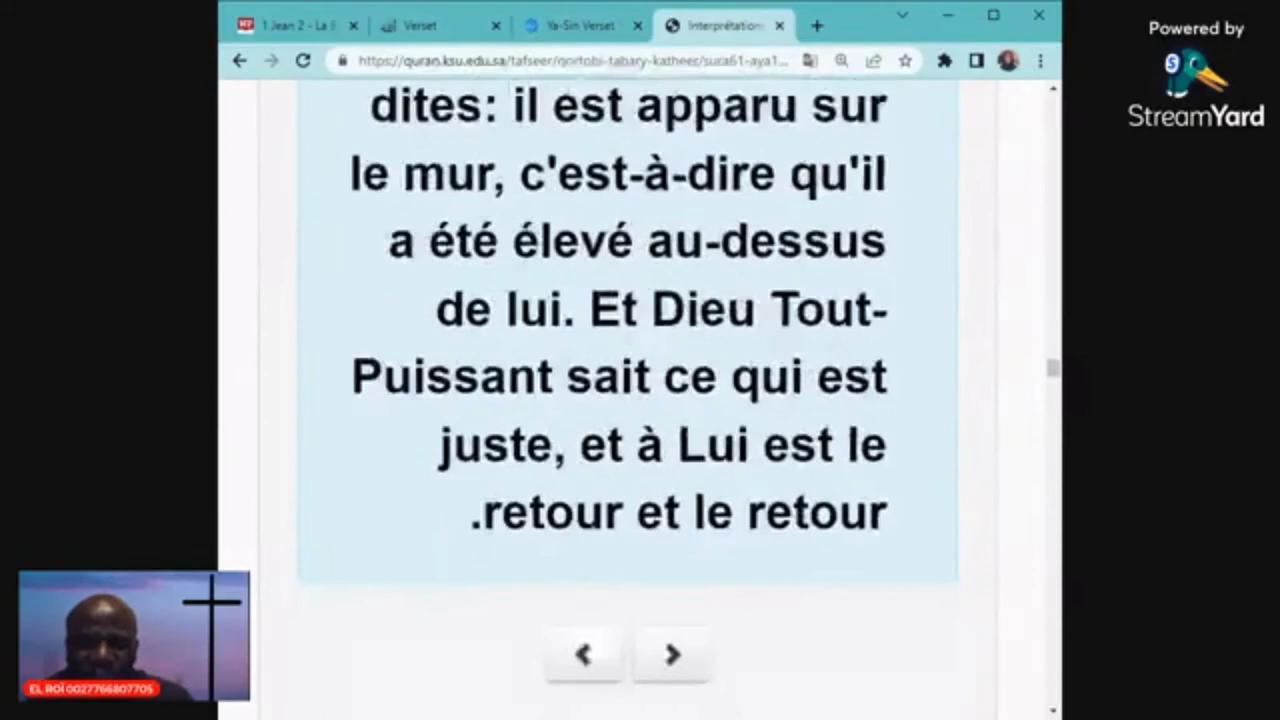 1 Jean 2 - La
Verset
Ya-Sin Verset
Interprétation
https://quran.ksu.edu.sa/tafseer/qortobi-tabary-katheer/sura61-aya1...
Powered by
StreamYard
dites: il est apparu sur
le mur, c'est-à-dire qu'il
a été élevé au-dessus
de lui. Et Dieu Tout-
Puissant sait ce qui est
juste, et à Lui est le
.retour et le retour
EL ROÏ 0027766807705